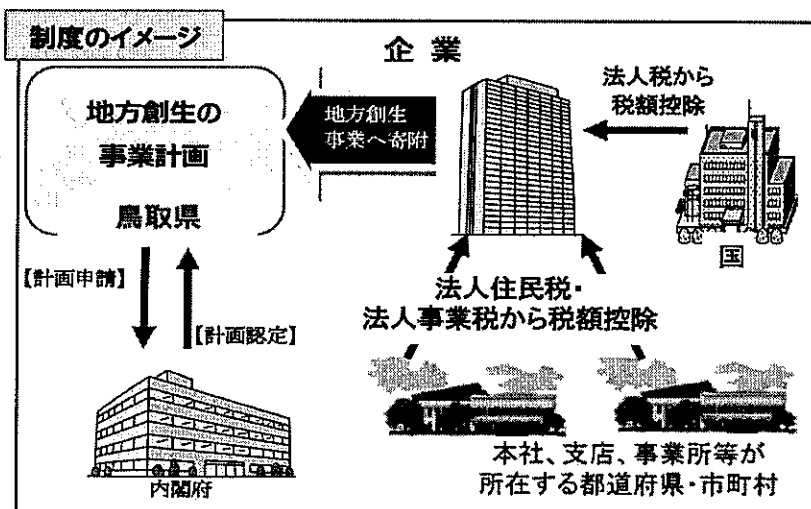 制度のイメージ
企業
地方創生の
事業計画
鳥取県
地方創生
事業へ寄附
法人税から
税額控除
国
【計画申請】
【計画認定】
法人住民税・
法人事業税から税額控除
内閣府
本社、支店、事業所等が
所在する都道府県・市町村